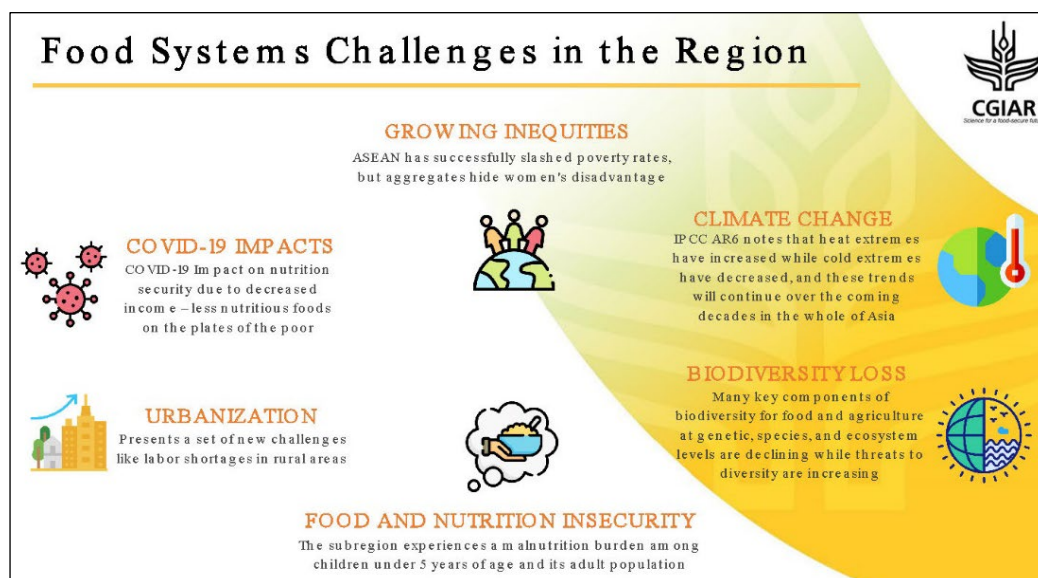 Food Systems Challenges in the Region
CGIAR
Science for a food-secure future
GROWING INEQUITIES
ASEAN has successfully slashed poverty rates,
but aggregates hide women's disadvantage
COVID-19 IMPACTS
COVID-19 Impact on nutrition
security due to decreased
income – less nutritious foods
on the plates of the poor
CLIMATE CHANGE
IPCC AR6 notes that heat extremes
have increased while cold extremes
have decreased, and these trends
will continue over the coming
decades in the whole of Asia
URBANIZATION
Presents a set of new challenges
like labor shortages in rural areas
BIODIVERSITY LOSS
Many key components of
biodiversity for food and agriculture
at genetic, species, and ecosystem
levels are declining while threats to
diversity are increasing
FOOD AND NUTRITION INSECURITY
The subregion experiences a malnutrition burden among
children under 5 years of age and its adult population